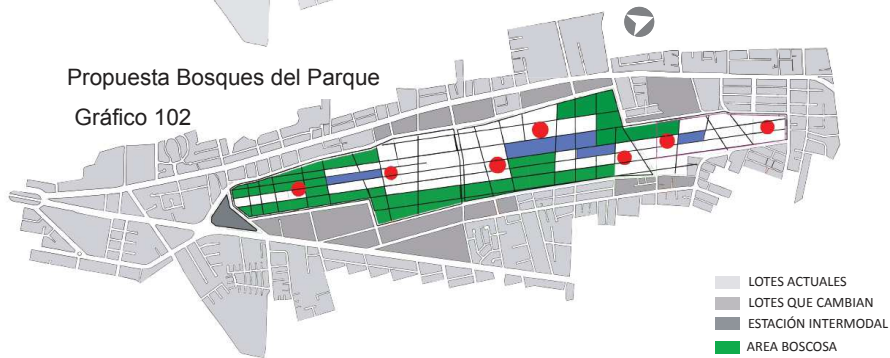 Propuesta Bosques del Parque
Gráfico 102
LOTES ACTUALES
LOTES QUE CAMBIAN
ESTACIÓN INTERMODAL
AREA BOSCOSA